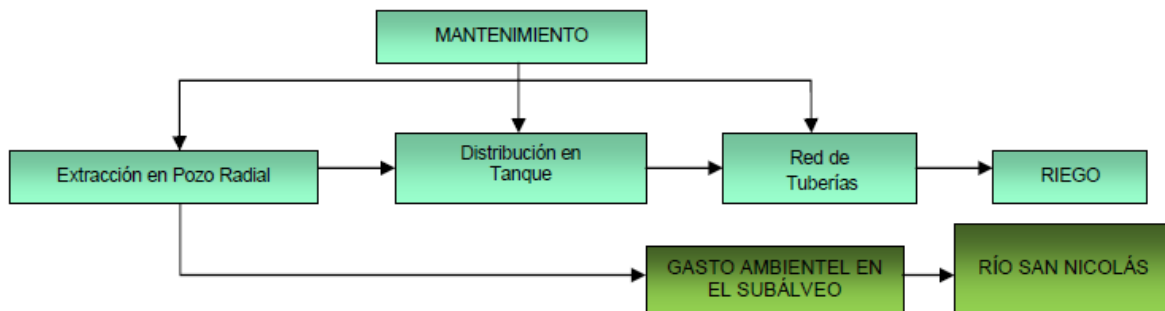 MANTENIMIENTO
Extracción en Pozo Radial
Distribución en
Tanque
Red de
Tuberías
RIEGO
GASTO AMBIENTEL EN
EL SUBÁLVEO
RÍO SAN NICOLÁS